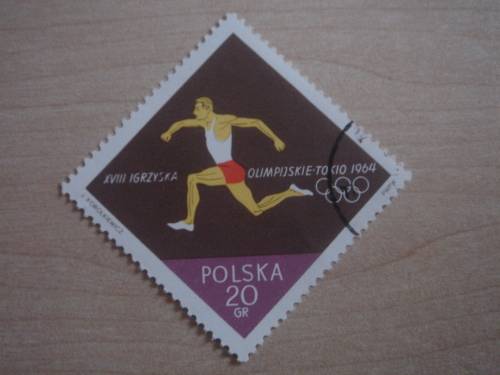 XVIII IGRZYSKA OLIMPIJSKIE-TOKIO 1964
POLSKA
20
GR